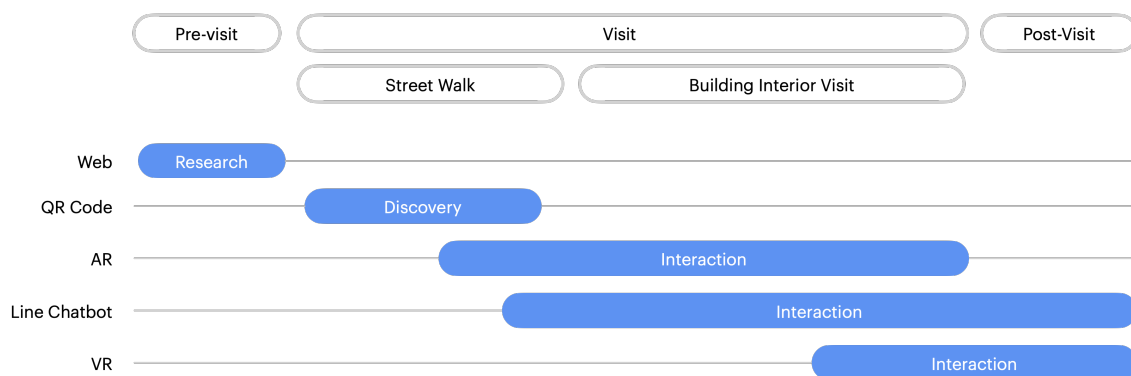 Pre-visit Visit Post-Visit
Street Walk Building Interior Visit
Web Research
QR Code Discovery
AR Interaction
Line Chatbot Interaction
VR Interaction